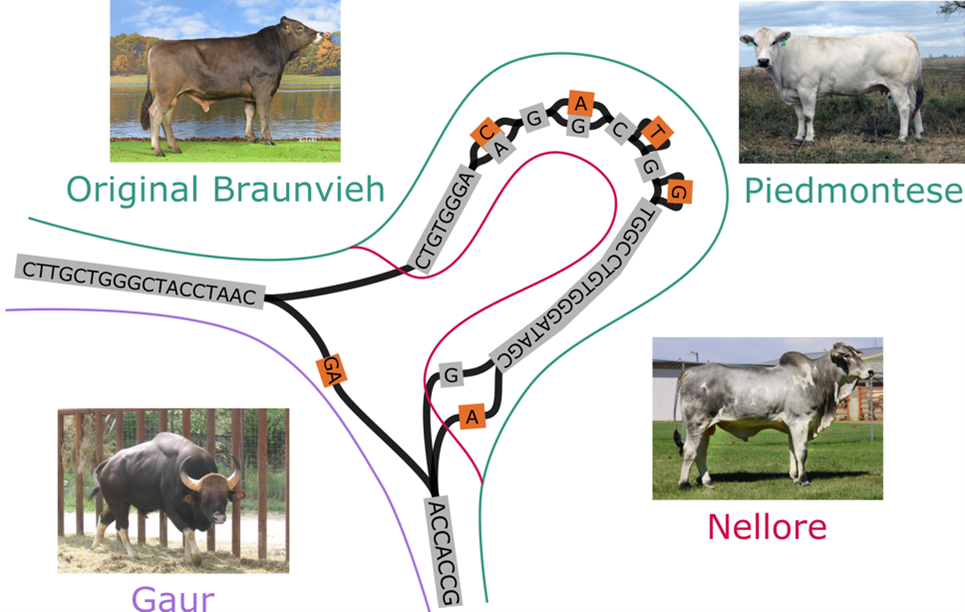 Original Braunvieh
Piedmontese
CTTGCTGGGCTACCTAAC
CTGTGGGA
C
A
G
A
G
C
T
G
G
TGGCCTGTGGGATAGC
G
A
GA
ACCACCG
Nellore
Gaur